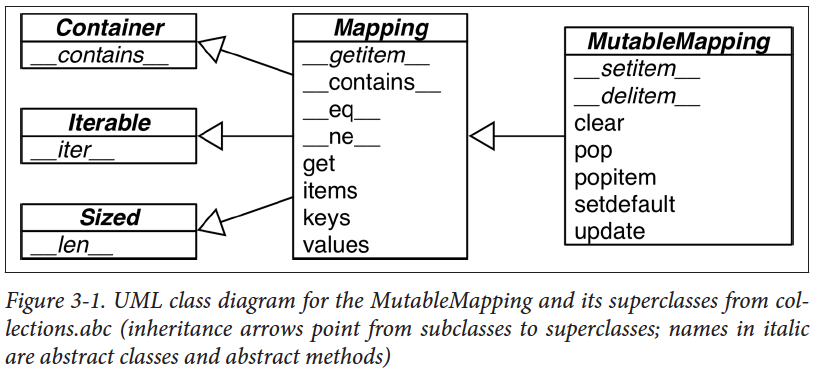 Container
__contains__
Iterable
__iter__
Sized
__len__
Mapping
__getitem__
__contains__
__eq__
__ne__
get
items
keys
values
MutableMapping
__setitem__
__delitem__
clear
pop
popitem
setdefault
update
Figure 3-1. UML class diagram for the MutableMapping and its superclasses from col-
lections.abc (inheritance arrows point from subclasses to superclasses; names in italic
are abstract classes and abstract methods)